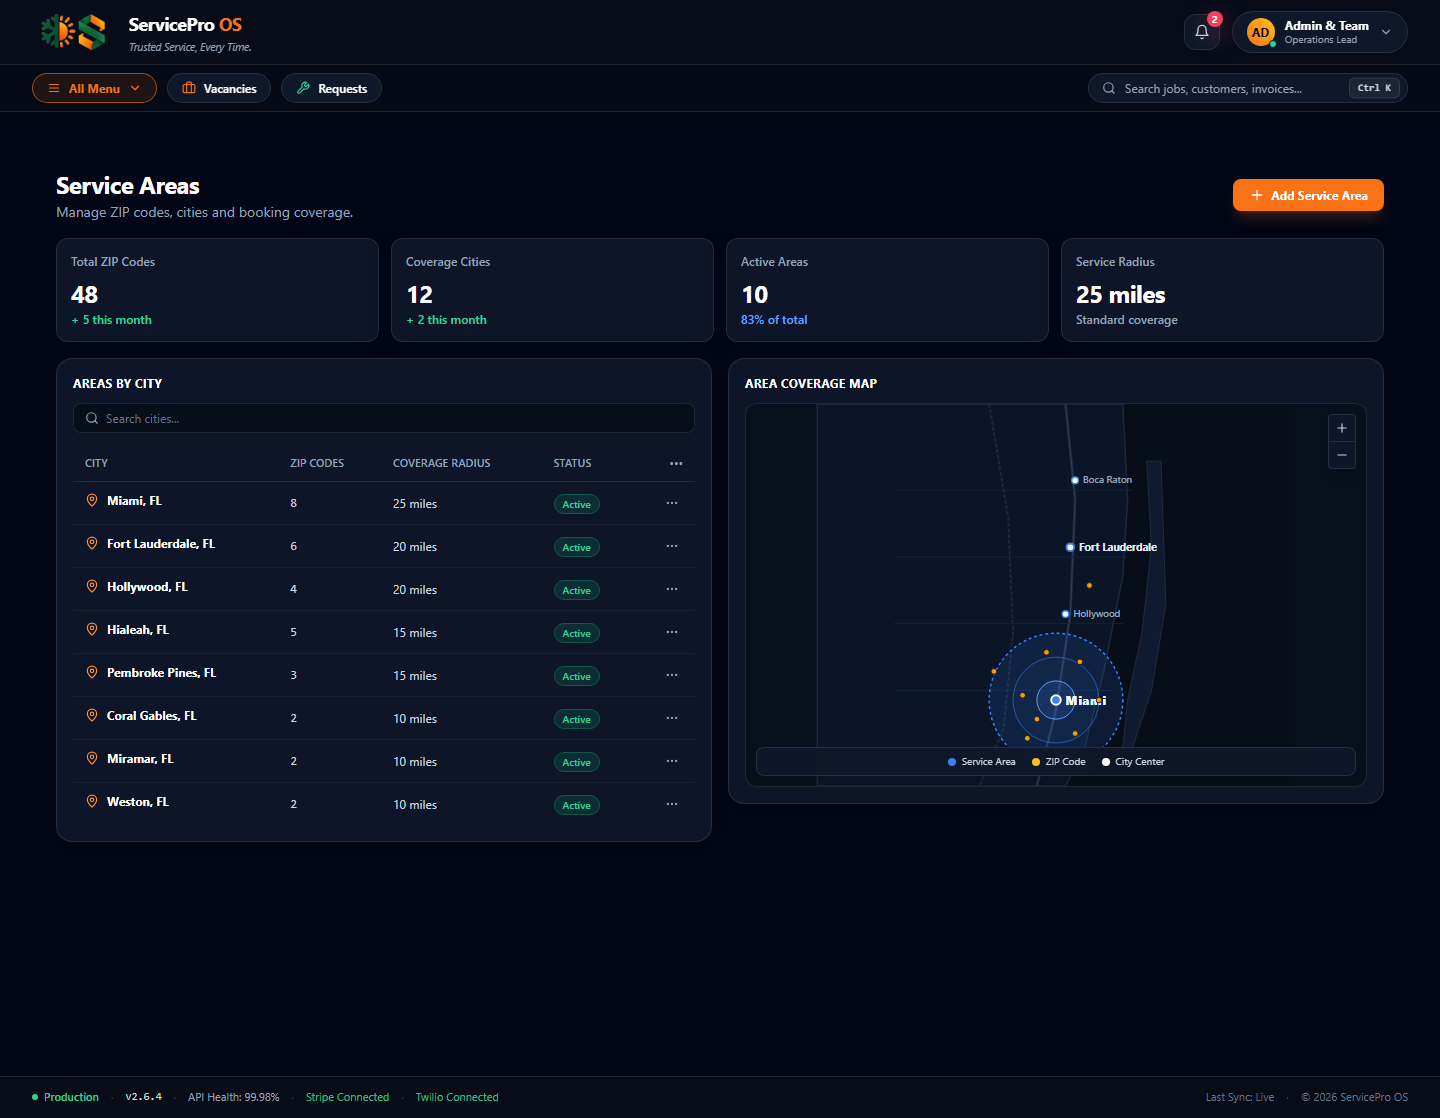 ServicePro OS
Trusted Service, Every Time.
2
AD
Admin & Team
Operations Lead
All Menu
Vacancies
Requests
Search jobs, customers, invoices...
Ctrl K
Service Areas
Manage ZIP codes, cities and booking coverage.
+ Add Service Area
Total ZIP Codes
48
+ 5 this month
Coverage Cities
12
+ 2 this month
Active Areas
10
83% of total
Service Radius
25 miles
Standard coverage
AREAS BY CITY
Search cities...
CITY ZIP CODES COVERAGE RADIUS STATUS ···
Miami, FL 8 25 miles Active ···
Fort Lauderdale, FL 6 20 miles Active ···
Hollywood, FL 4 20 miles Active ···
Hialeah, FL 5 15 miles Active ···
Pembroke Pines, FL 3 15 miles Active ···
Coral Gables, FL 2 10 miles Active ···
Miramar, FL 2 10 miles Active ···
Weston, FL 2 10 miles Active ···
AREA COVERAGE MAP
+
−
Boca Raton
Fort Lauderdale
Hollywood
Miami
Service Area ZIP Code City Center
Production · v2.6.4 · API Health: 99.98% · Stripe Connected · Twilio Connected
Last Sync: Live · © 2026 ServicePro OS